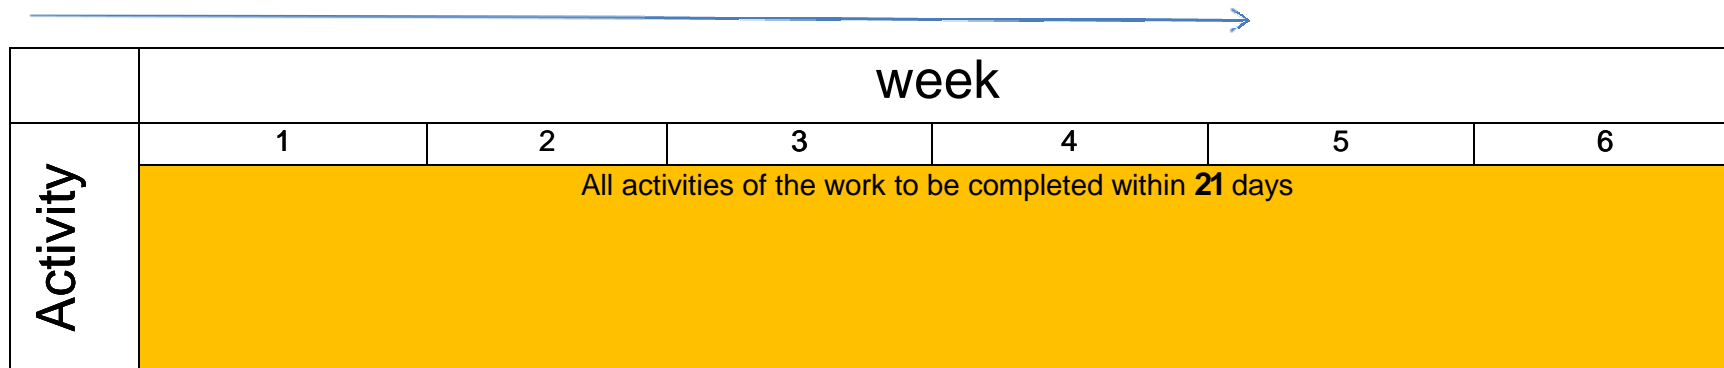 week
1 2 3 4 5 6
Activity
All activities of the work to be completed within 21 days